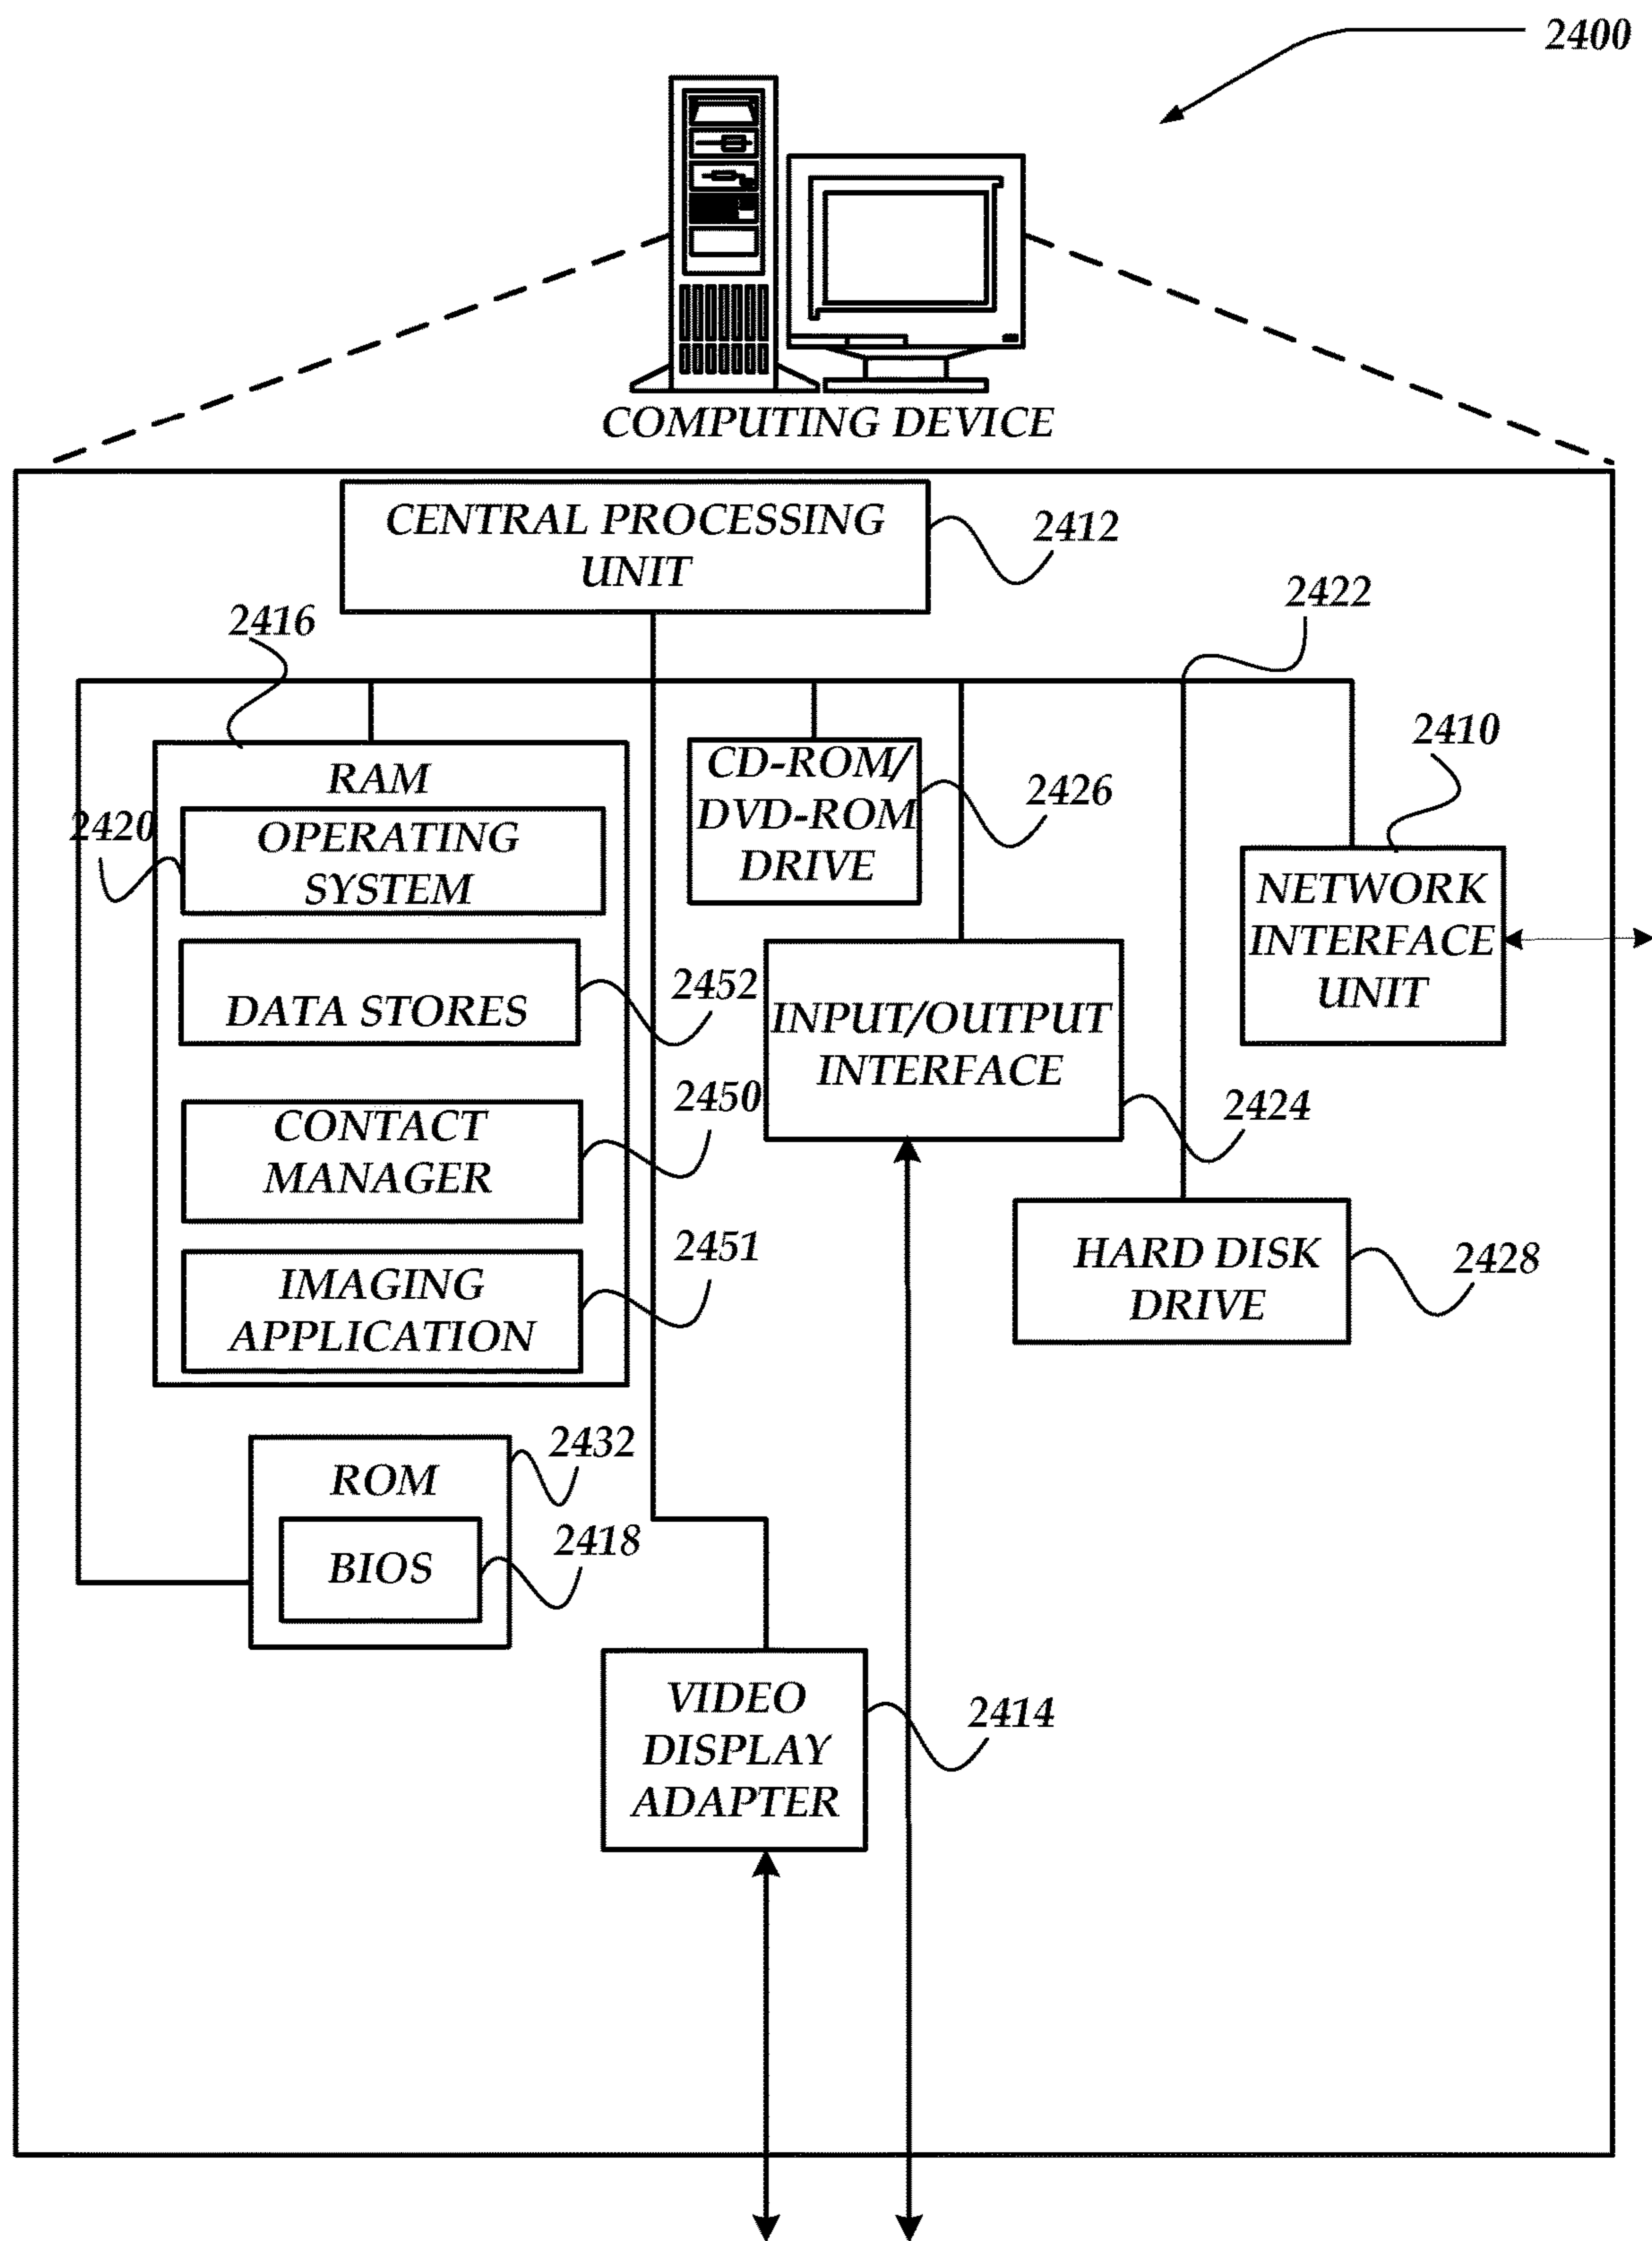 2400
COMPUTING DEVICE
CENTRAL PROCESSING
UNIT
2412
2422
2416
2410
RAM
CD-ROM/
DVD-ROM
DRIVE
2426
2420
OPERATING
SYSTEM
NETWORK
INTERFACE
UNIT
2452
DATA STORES
INPUT/OUTPUT
INTERFACE
2450
2424
CONTACT
MANAGER
2451
IMAGING
APPLICATION
HARD DISK
DRIVE
2428
2432
ROM
2418
BIOS
VIDEO
DISPLAY
ADAPTER
2414